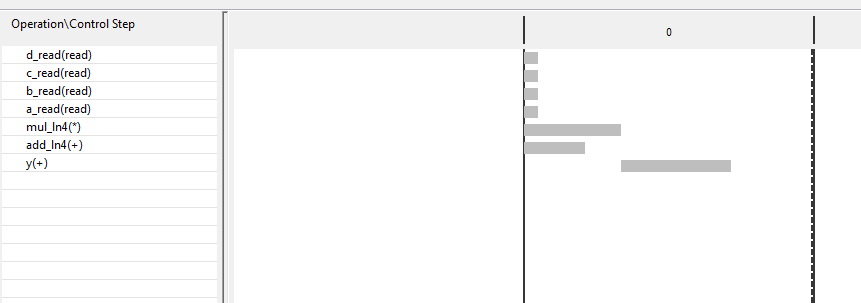 Operation\Control Step
0
d_read(read)
c_read(read)
b_read(read)
a_read(read)
mul_ln4(*)
add_ln4(+)
y(+)